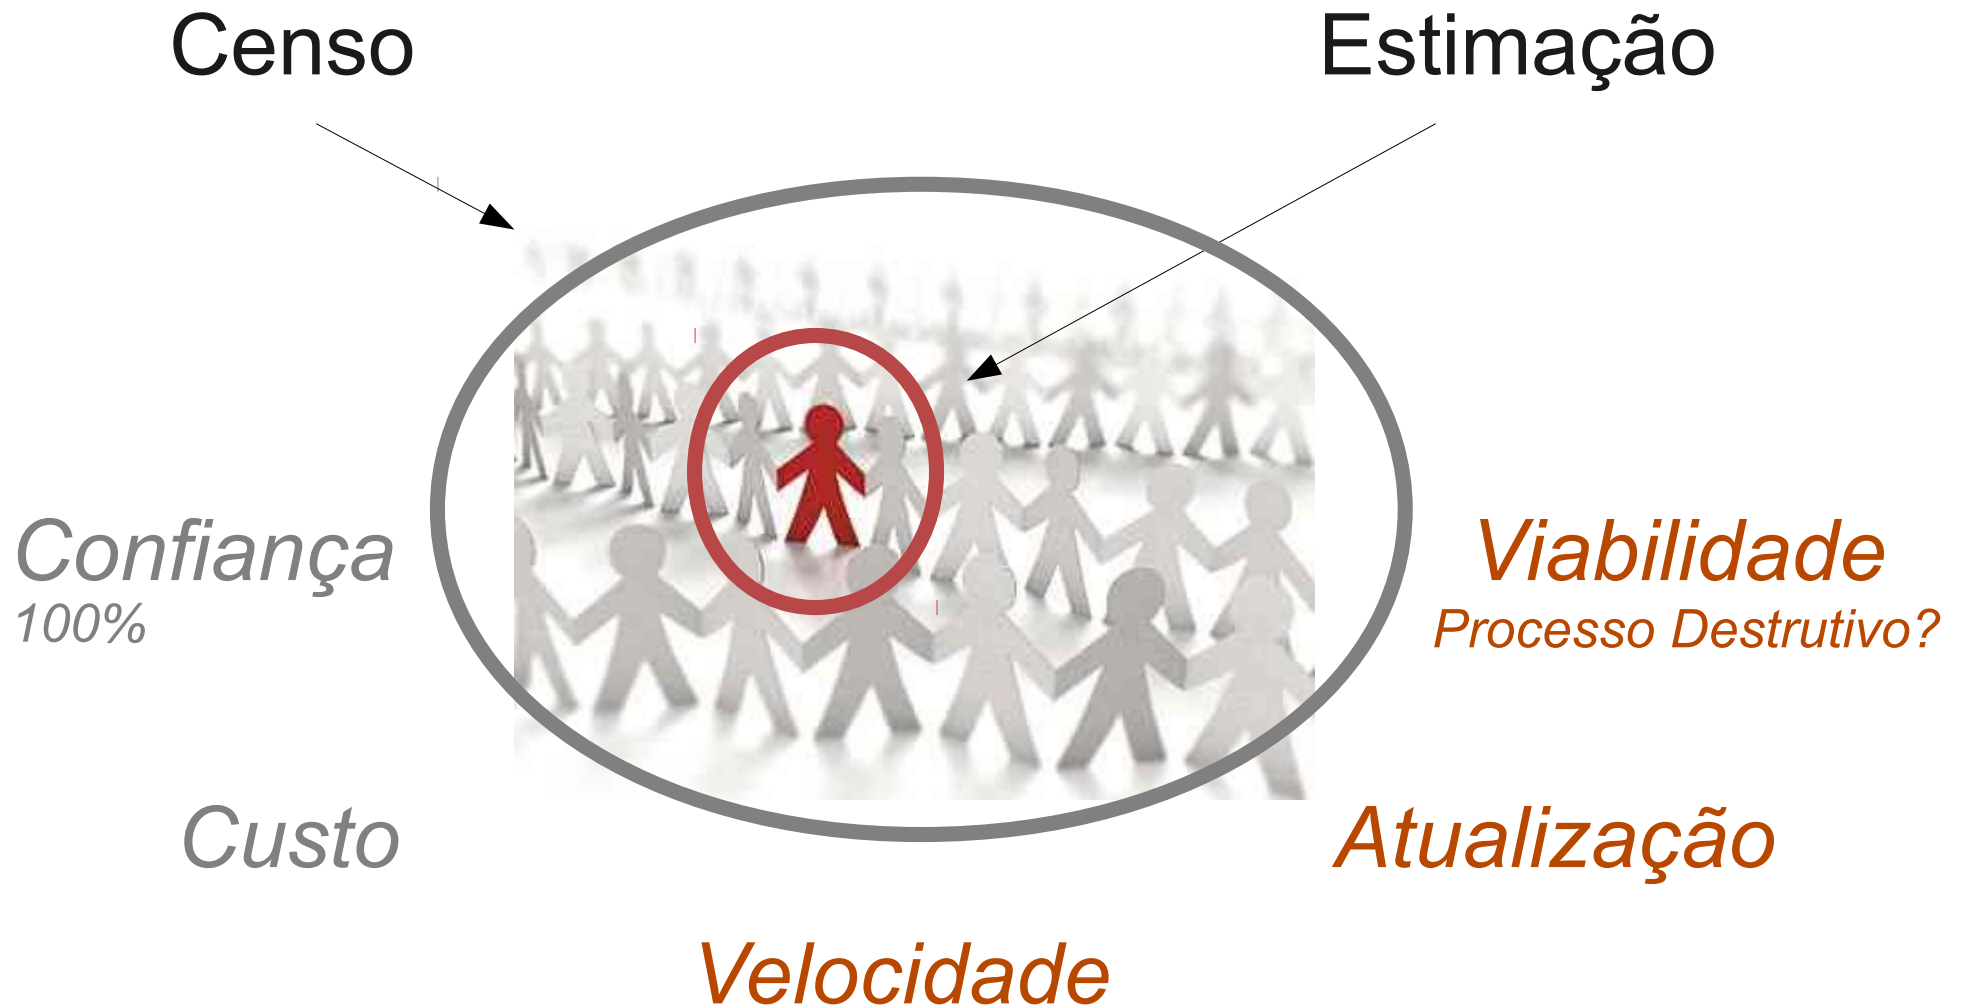 Censo
Estimação
Confiança
100%
Viabilidade
Processo Destrutivo?
Custo
Atualização
Velocidade